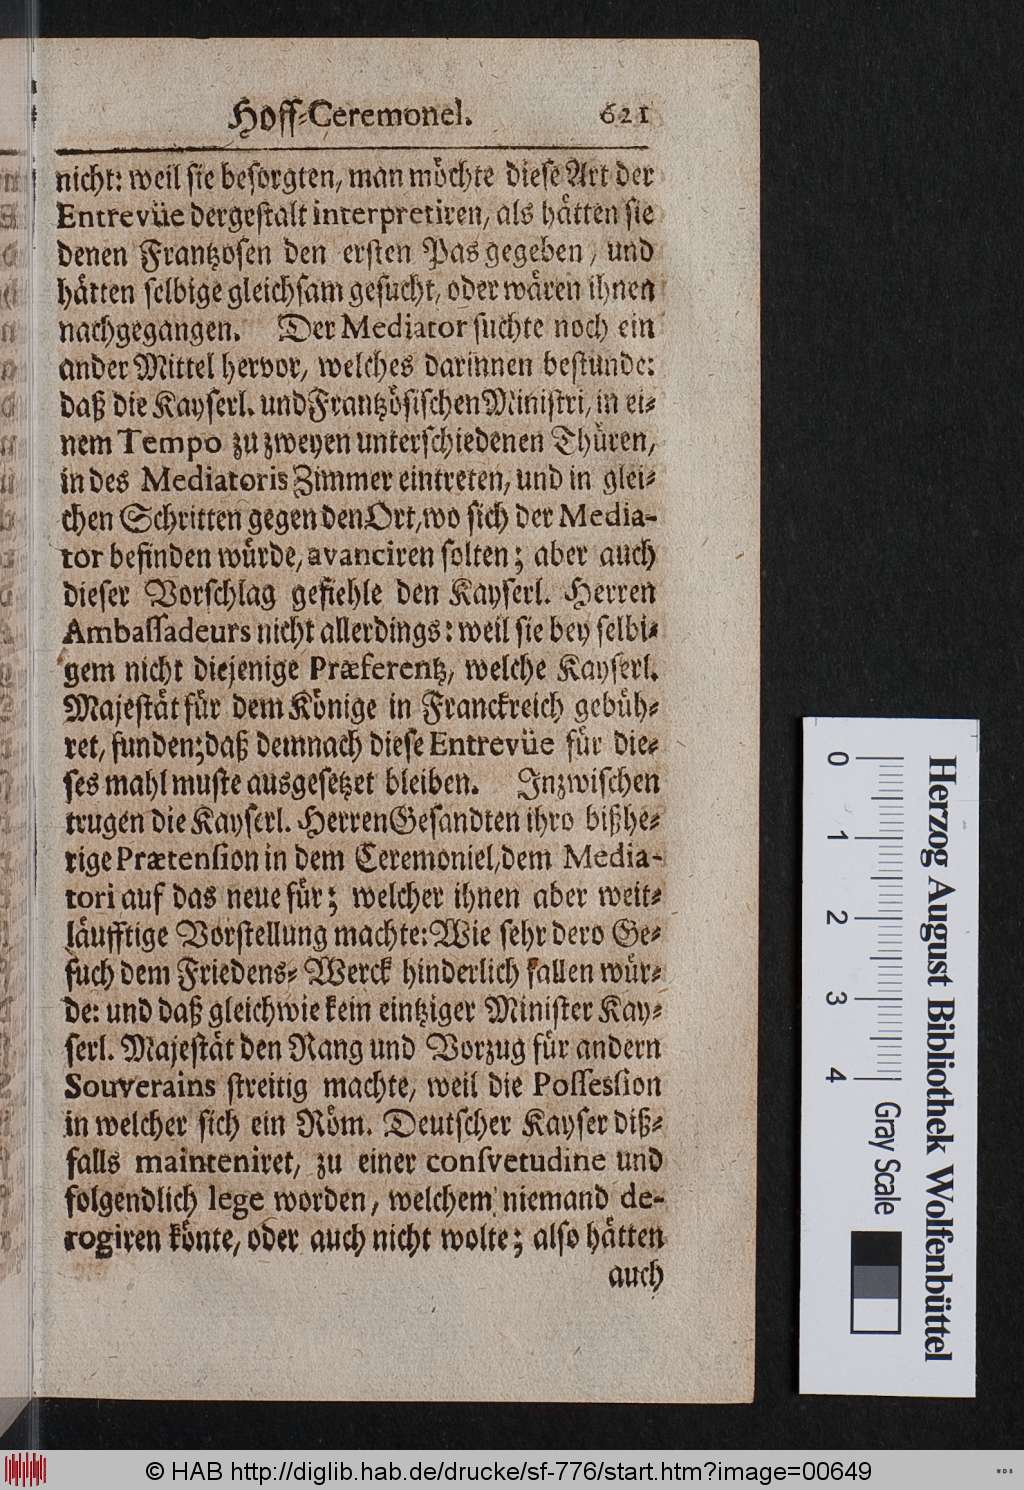 Hoff-Ceremonel. 621
nicht: weil sie besorgten, man möchte diese Art der
Entrevüe dergestalt interpretiren, als hätten sie
denen Frantzosen den ersten Pas gegeben, und
hätten selbige gleichsam gesucht, oder wären ihnen
nachgegangen. Der Mediator suchte noch ein
ander Mittel hervor, welches darinnen bestunde:
daß die Kayserl. und Frantzösischen Ministri, in ei-
nem Tempo zu zweyen unterschiedenen Thüren,
in des Mediatoris Zimmer eintreten, und in glei-
chen Schritten gegen den Ort, wo sich der Media-
tor befinden würde, avanciren solten; aber auch
dieser Vorschlag gefiehle den Kayserl. Herren
Ambassadeurs nicht allerdings: weil sie bey selbi-
gem nicht diejenige Præferentz, welche Kayserl.
Majestät für dem Könige in Franckreich gebüh-
ret, funden; daß demnach diese Entrevüe für die-
ses mahl muste ausgesetzet bleiben. Inzwischen
trugen die Kayserl. Herren Gesandten ihro bißhe-
rige Prætension in dem Ceremoniel, dem Media-
tori auf das neue für; welcher ihnen aber weit-
läufftige Vorstellung machte: Wie sehr dero Ge-
such dem Friedens-Werck hinderlich fallen wür-
de: und daß gleichwie kein eintziger Minister Kay-
serl. Majestät den Rang und Vorzug für andern
Souverains streitig machte, weil die Possession
in welcher sich ein Röm. Deutscher Kayser diß-
falls mainteniret, zu einer consvetudine und
folgendlich lege worden, welchem niemand de-
rogiren könte, oder auch nicht wolte; also hätten
auch
Herzog August Bibliothek Wolfenbüttel
0 1 2 3 4 Gray Scale
© HAB http://diglib.hab.de/drucke/sf-776/start.htm?image=00649